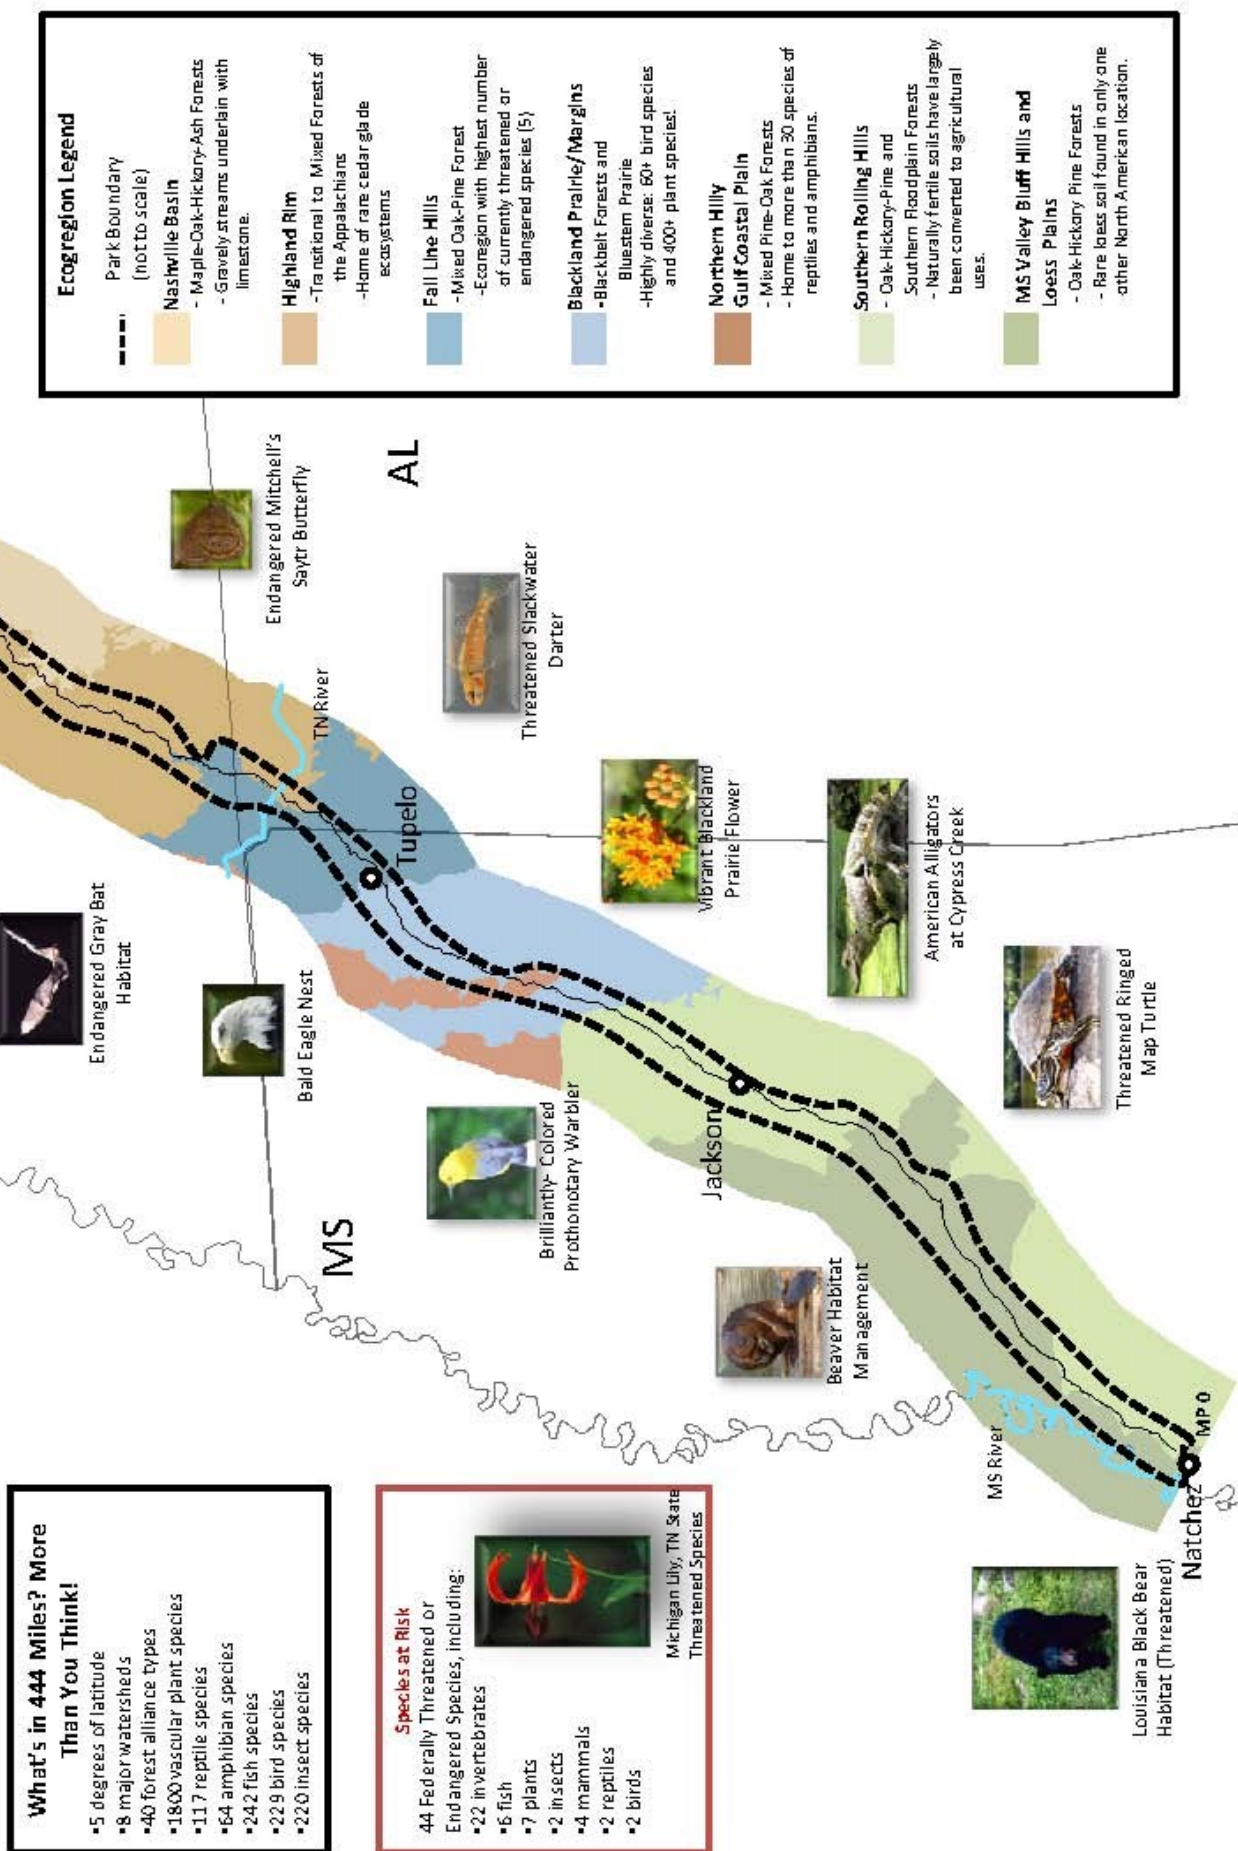 What's in 444 Miles? More
Than You Think!
▪5 degrees of latitude
▪8 major watersheds
▪40 forest alliance types
▪1800 vascular plant species
▪117 reptile species
▪64 amphibian species
▪242 fish species
▪229 bird species
▪220 insect species
Species at Risk
44 Federally Threatened or
Endangered Species, including:
▪22 invertebrates
▪6 fish
▪7 plants
▪2 insects
▪4 mammals
▪2 reptiles
▪2 birds
Michigan Lily, TN State
Threatened Species
Endangered Gray Bat
Habitat
Bald Eagle Nest
MS
Brilliantly- Colored
Prothonotary Warbler
Beaver Habitat
Management
Louisiana Black Bear
Habitat (Threatened)
MS River
Natchez
MP 0
Jackson
Tupelo
TN River
Endangered Mitchell's
Saytr Butterfly
AL
Threatened Slackwater
Darter
Vibrant Blackland
Prairie Flower
American Alligators
at Cypress Creek
Threatened Ringed
Map Turtle
Ecogregion Legend
Park Boundary
(not to scale)
Nashville Basin
- Maple-Oak-Hickory-Ash Forests
- Gravely streams underlain with
limestone.
Highland Rim
-Transitional to Mixed Forests of
the Appalachians
-Home of rare cedar glade
ecosystems
Fall Line Hills
-Mixed Oak-Pine Forest
-Ecoregion with highest number
of currently threatened or
endangered species (5)
Blackland Prairie/Margins
-Blackbelt Forests and
Bluestem Prairie
-Highly diverse: 60+ bird species
and 400+ plant species!
Northern Hilly
Gulf Coastal Plain
- Mixed Pine-Oak Forests
- Home to more than 30 species of
reptiles and amphibians.
Southern Rolling Hills
- Oak-Hickory-Pine and
Southern Floodplain Forests
- Naturally fertile soils have largely
been converted to agricultural
uses.
MS Valley Bluff Hills and
Loess Plains
- Oak-Hickory Pine Forests
- Rare loess soil found in only one
other North American location.